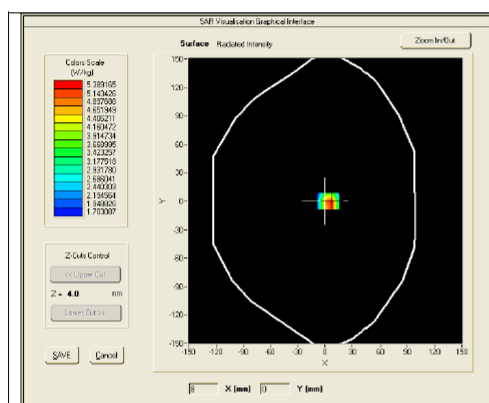 SAR Visualisation Graphical Interface
Surface Radiated Intensity
Zoom In/Out
Colors Scale
(W/kg)
5.389165
5.143426
4.897688
4.651949
4.406211
4.160472
3.914734
3.668995
3.423257
3.177518
2.931780
2.686041
2.440303
2.194564
1.948826
1.703087
Z-Cuts Control
<< Upper Cut
Z = 4.0 mm
Lower Cut >>
SAVE Cancel
150-
120-
90-
60-
30-
0-
-30-
-60-
-90-
-120-
-150-
Y
-150 -120 -90 -60 -30 0 30 60 90 120 150
X
8 X (mm) 0 Y (mm)